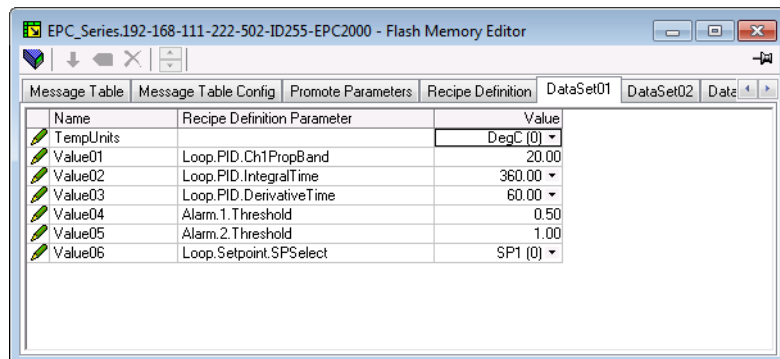 EPC_Series.192-168-111-222-502-ID255-EPC2000 - Flash Memory Editor
Message Table Message Table Config Promote Parameters Recipe Definition DataSet01 DataSet02 Data
Name Recipe Definition Parameter Value
TempUnits DegC (0)
Value01 Loop.PID.Ch1PropBand 20.00
Value02 Loop.PID.IntegralTime 360.00
Value03 Loop.PID.DerivativeTime 60.00
Value04 Alarm.1.Threshold 0.50
Value05 Alarm.2.Threshold 1.00
Value06 Loop.Setpoint.SPSelect SP1 (0)